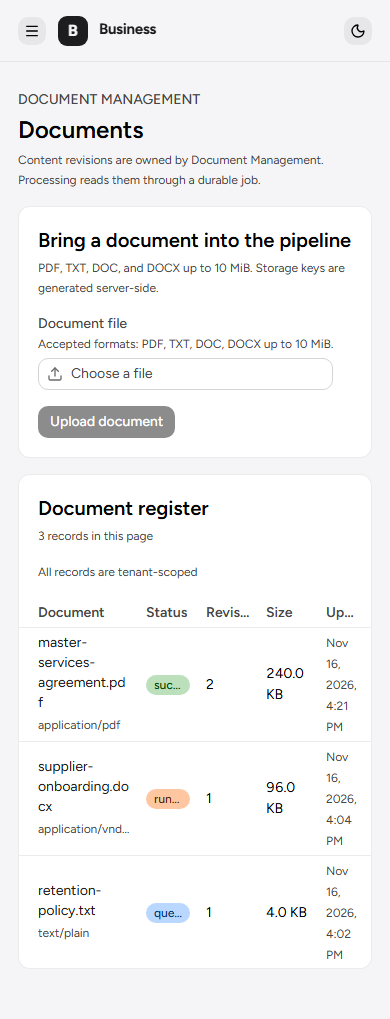 B Business
DOCUMENT MANAGEMENT
Documents
Content revisions are owned by Document Management.
Processing reads them through a durable job.
Bring a document into the pipeline
PDF, TXT, DOC, and DOCX up to 10 MiB. Storage keys are
generated server-side.
Document file
Accepted formats: PDF, TXT, DOC, DOCX up to 10 MiB.
Choose a file
Upload document
Document register
3 records in this page
All records are tenant-scoped
Document Status Revis... Size Up...
master-
services-
agreement.pd
f
application/pdf
suc...
2
240.0
KB
Nov
16,
2026,
4:21
PM
supplier-
onboarding.do
cx
application/vnd...
run...
1
96.0
KB
Nov
16,
2026,
4:04
PM
retention-
policy.txt
text/plain
que...
1
4.0 KB
Nov
16,
2026,
4:02
PM